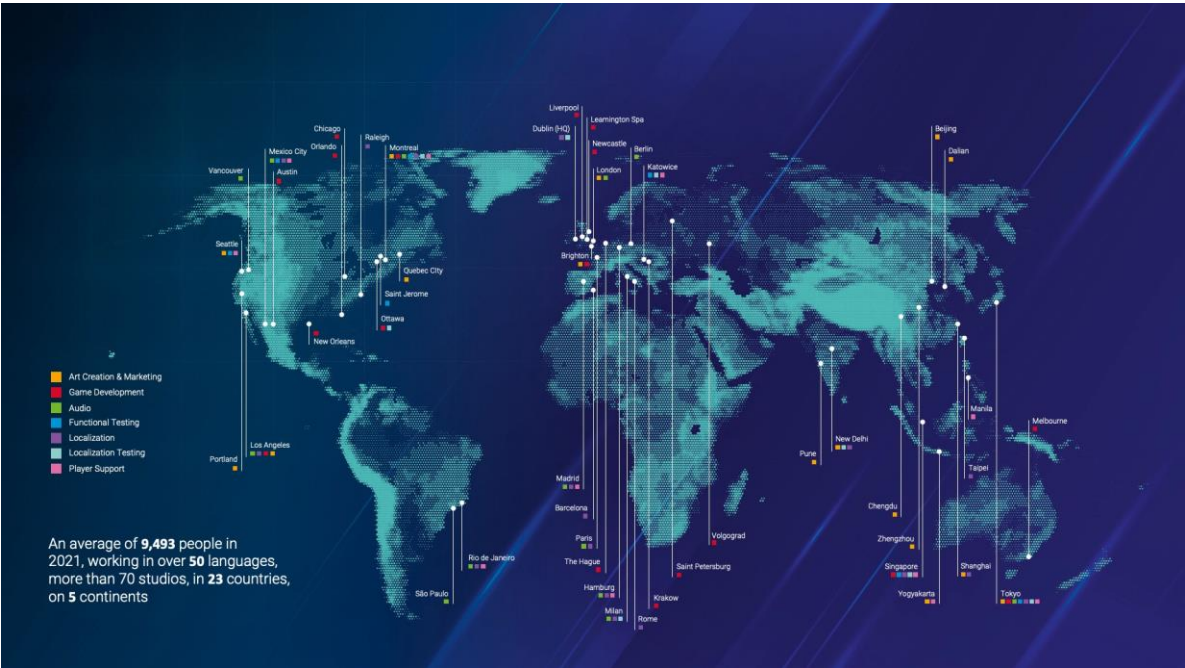 Liverpool
Leamington Spa
Dublin (HQ)
Newcastle
Berlin
London
Katowice
Brighton
Chicago
Orlando
Raleigh
Mexico City
Montreal
Vancouver
Austin
Seattle
Quebec City
Saint Jerome
Ottawa
New Orleans
Beijing
Dalian
Art Creation & Marketing
Game Development
Audio
Functional Testing
Localization
Localization Testing
Player Support
Los Angeles
Portland
Manila
Melbourne
New Delhi
Pune
Taipei
Madrid
Barcelona
Paris
The Hague
Hamburg
Milan
Rome
Krakow
Saint Petersburg
Volgograd
Chengdu
Zhengzhou
Singapore
Shanghai
Yogyakarta
Tokyo
Rio de Janeiro
São Paulo
An average of 9,493 people in
2021, working in over 50 languages,
more than 70 studios, in 23 countries,
on 5 continents